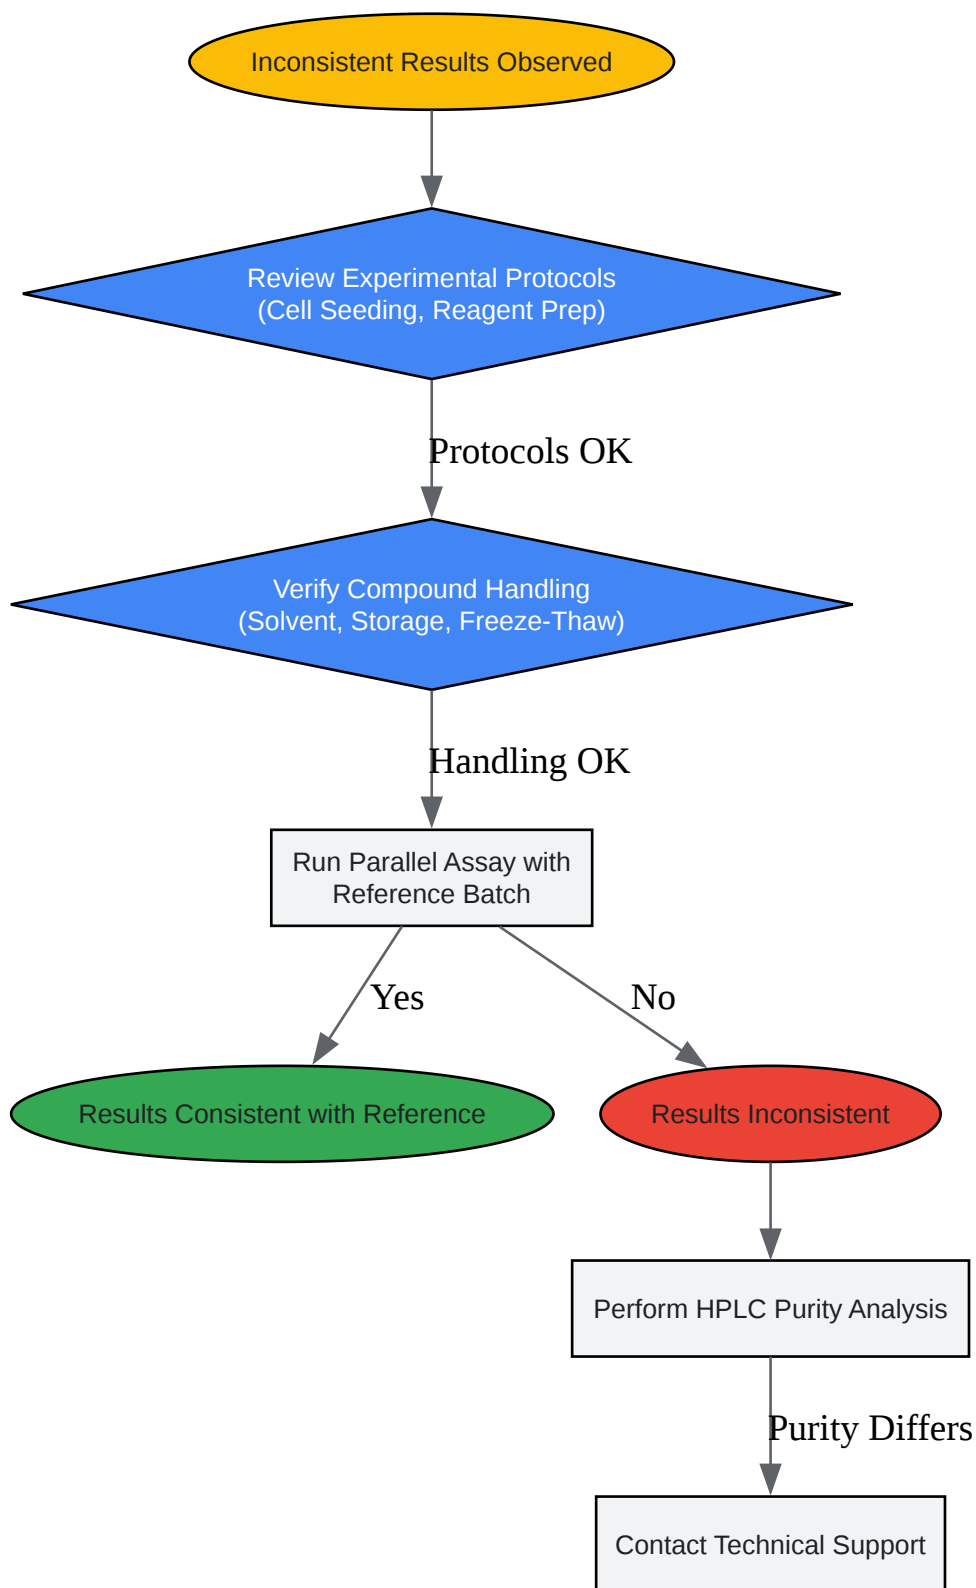 Inconsistent Results Observed
Review Experimental Protocols
(Cell Seeding, Reagent Prep)
Protocols OK
Verify Compound Handling
(Solvent, Storage, Freeze-Thaw)
Handling OK
Run Parallel Assay with
Reference Batch
Yes
No
Results Consistent with Reference
Results Inconsistent
Perform HPLC Purity Analysis
Purity Differs
Contact Technical Support